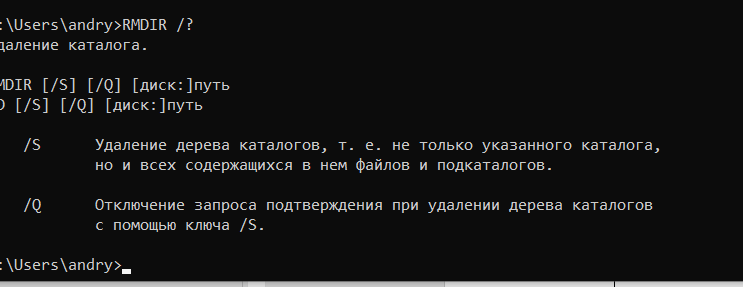 :\Users\andry>RMDIR /?
даление каталога.
MDIR [/S] [/Q] [диск:]путь
D [/S] [/Q] [диск:]путь
/S Удаление дерева каталогов, т. е. не только указанного каталога,
но и всех содержащихся в нем файлов и подкаталогов.
/Q Отключение запроса подтверждения при удалении дерева каталогов
с помощью ключа /S.
:\Users\andry>